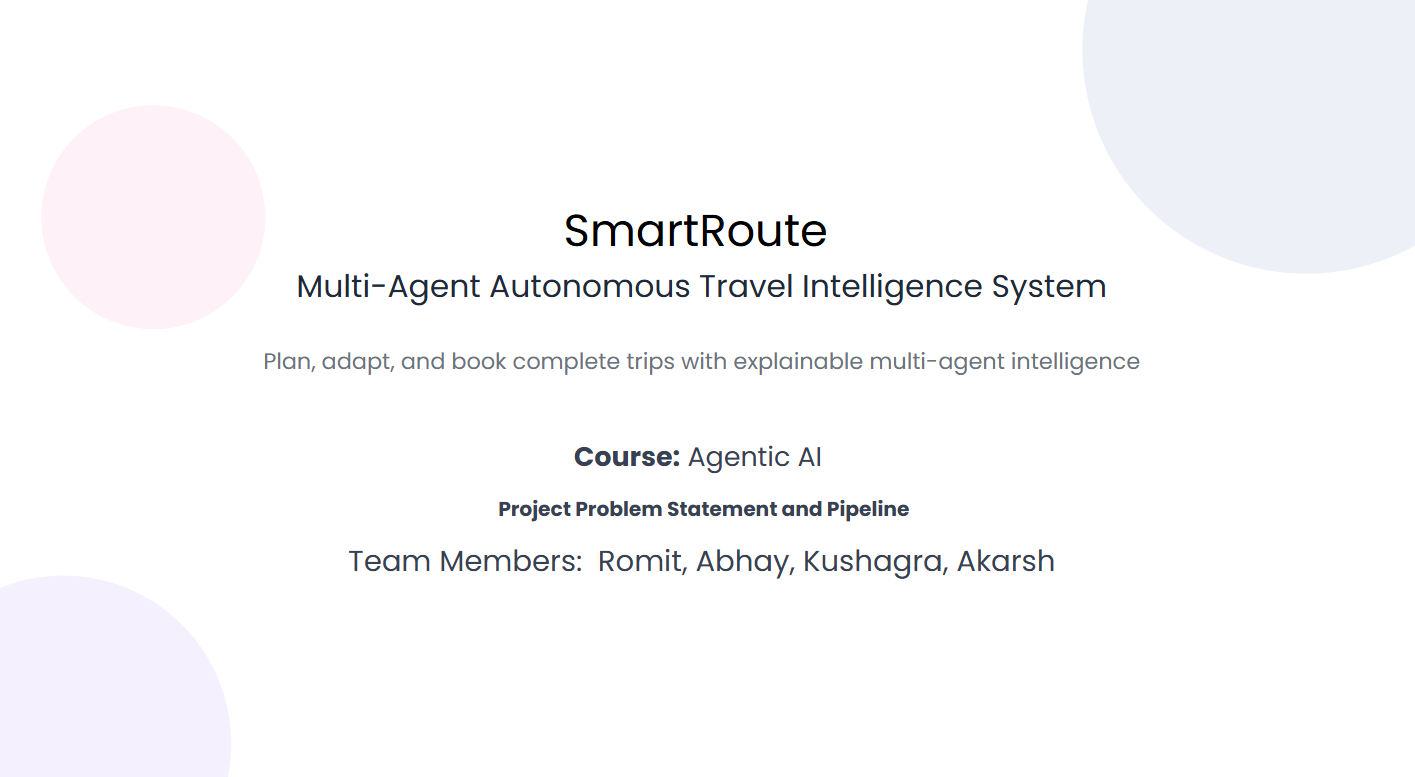 SmartRoute
Multi-Agent Autonomous Travel Intelligence System
Plan, adapt, and book complete trips with explainable multi-agent intelligence
Course: Agentic AI
Project Problem Statement and Pipeline
Team Members: Romit, Abhay, Kushagra, Akarsh